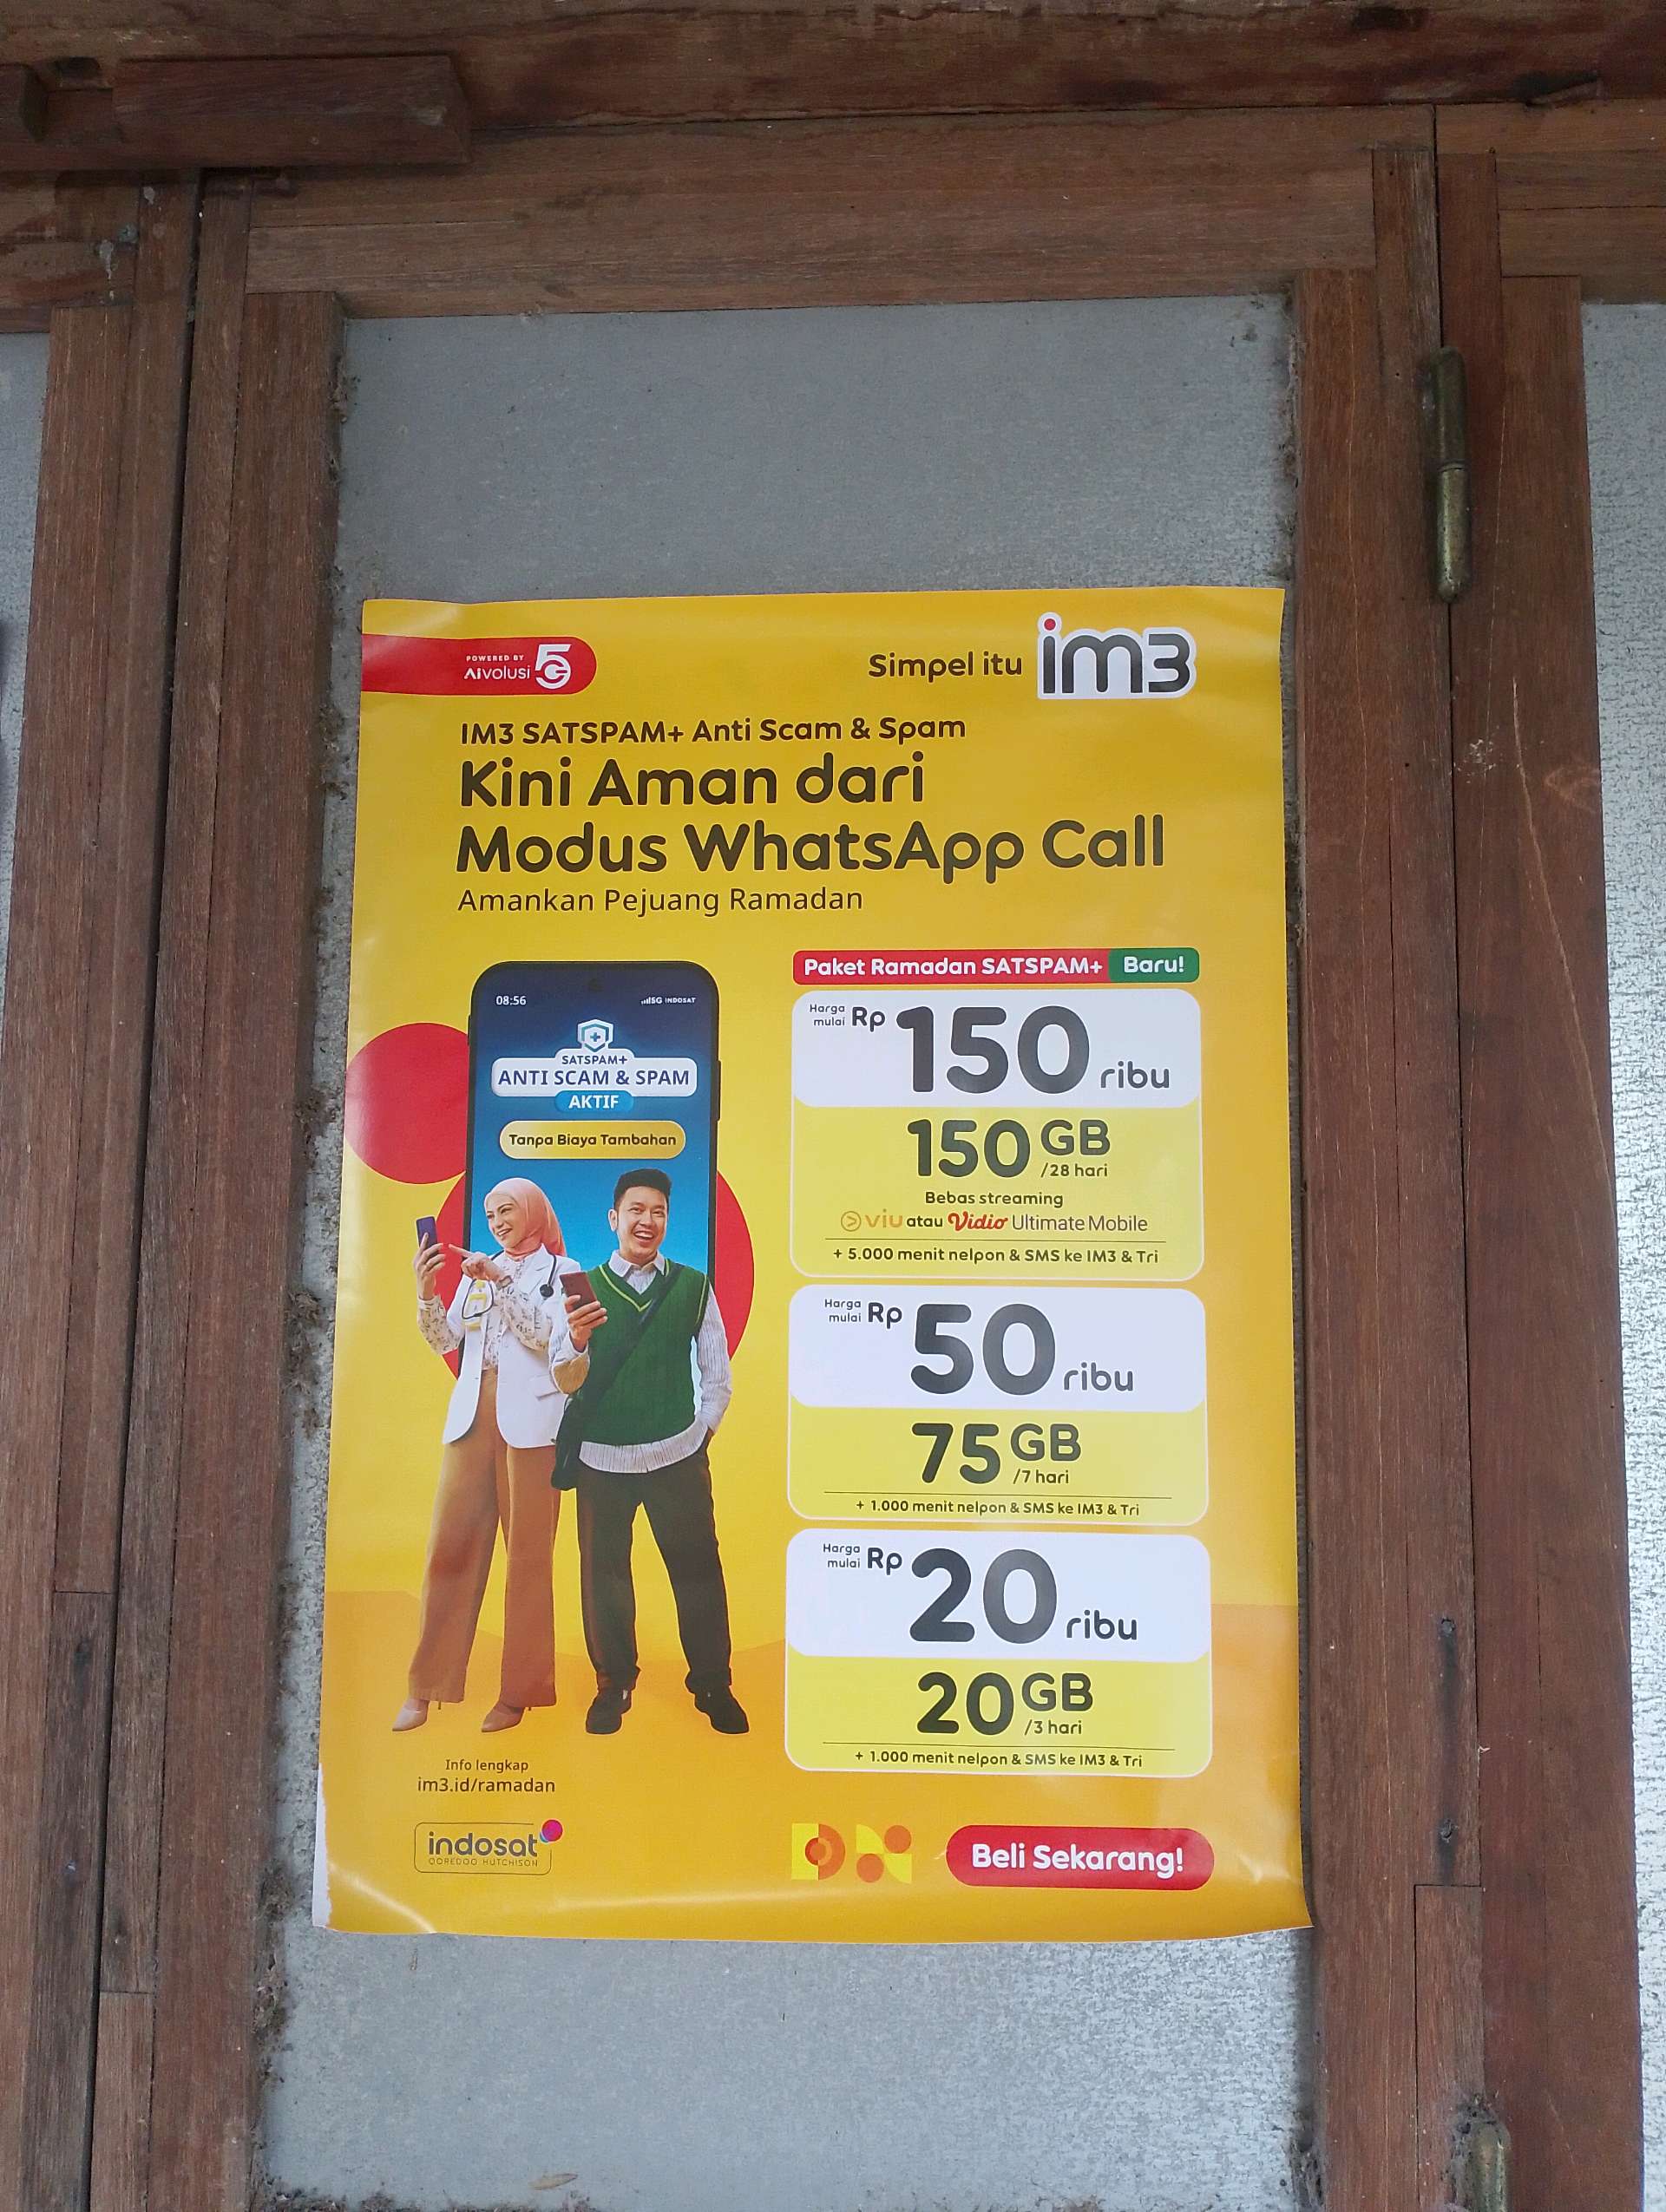 POWERED BY
AIvolusi 5G
Simpel itu im3
IM3 SATSPAM+ Anti Scam & Spam
Kini Aman dari
Modus WhatsApp Call
Amankan Pejuang Ramadan
08:56
5G INDOSAT
SATSPAM+
ANTI SCAM & SPAM
AKTIF
Tanpa Biaya Tambahan
Paket Ramadan SATSPAM+ Baru!
Harga
mulai Rp 150 ribu
150 GB
/28 hari
Bebas streaming
viu atau Vidio Ultimate Mobile
+ 5.000 menit nelpon & SMS ke IM3 & Tri
Harga
mulai Rp 50 ribu
75 GB
/7 hari
+ 1.000 menit nelpon & SMS ke IM3 & Tri
Harga
mulai Rp 20 ribu
20 GB
/3 hari
+ 1.000 menit nelpon & SMS ke IM3 & Tri
Info lengkap
im3.id/ramadan
indosat
OOREDOO HUTCHISON
Beli Sekarang!